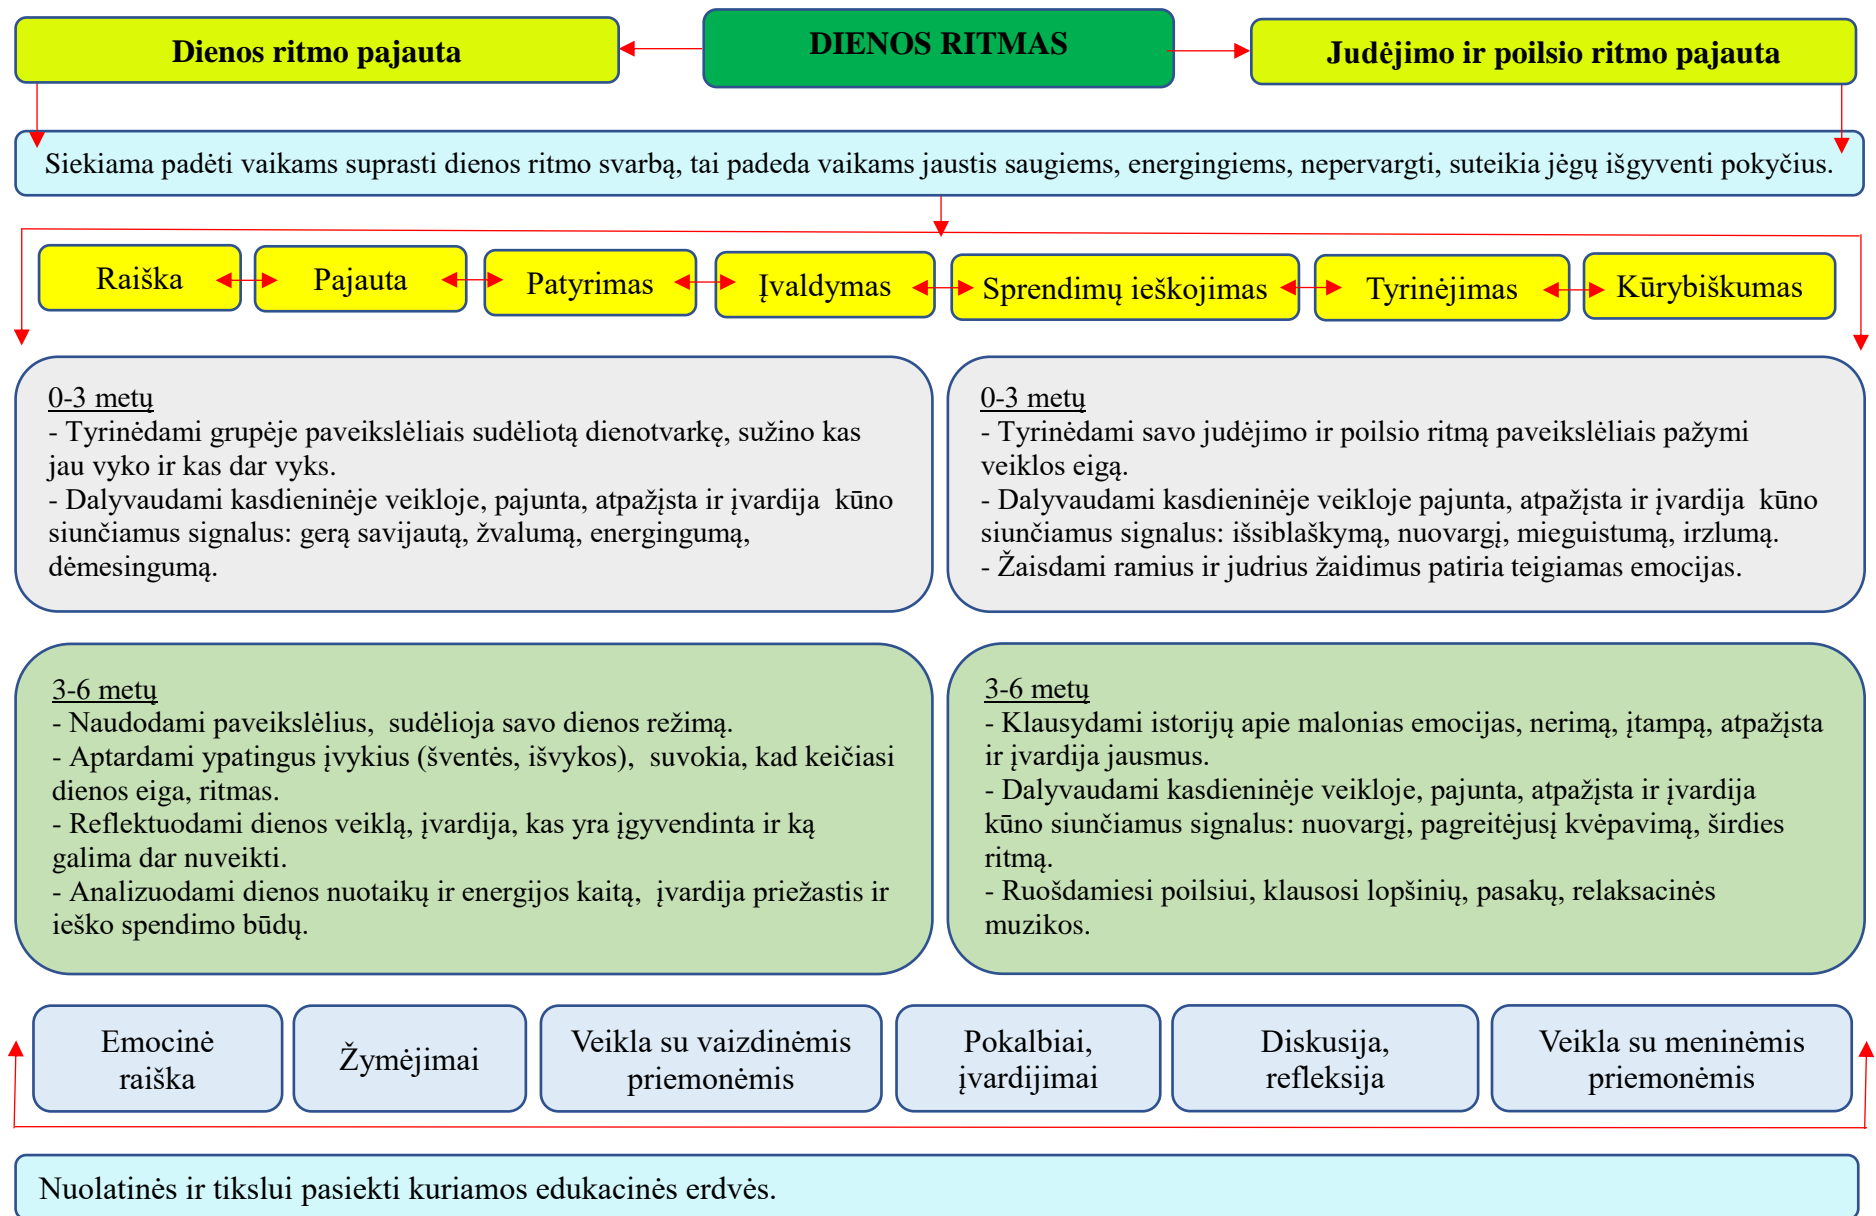 Dienos ritmo pajauta
DIENOS RITMAS
Judėjimo ir poilsio ritmo pajauta
Siekiama padėti vaikams suprasti dienos ritmo svarbą, tai padeda vaikams jaustis saugiems, energingiems, nepervargti, suteikia jėgų išgyventi pokyčius.
Raiška
Pajauta
Patyrimas
Įvaldymas
Sprendimų ieškojimas
Tyrinėjimas
Kūrybiškumas
0-3 metų
- Tyrinėdami grupėje paveikslėliais sudėliotą dienotvarkę, sužino kas
jau vyko ir kas dar vyks.
- Dalyvaudami kasdieninėje veikloje, pajunta, atpažįsta ir įvardija kūno
siunčiamus signalus: gerą savijautą, žvalumą, energingumą,
dėmesingumą.
0-3 metų
- Tyrinėdami savo judėjimo ir poilsio ritmą paveikslėliais pažymi
veiklos eigą.
- Dalyvaudami kasdieninėje veikloje pajunta, atpažįsta ir įvardija kūno
siunčiamus signalus: išsiblaškymą, nuovargį, mieguistumą, irzlumą.
- Žaisdami ramius ir judrius žaidimus patiria teigiamas emocijas.
3-6 metų
- Naudodami paveikslėlius, sudėlioja savo dienos režimą.
- Aptardami ypatingus įvykius (šventės, išvykos), suvokia, kad keičiasi
dienos eiga, ritmas.
- Reflektuodami dienos veiklą, įvardija, kas yra įgyvendinta ir ką
galima dar nuveikti.
- Analizuodami dienos nuotaikų ir energijos kaitą, įvardija priežastis ir
ieško spendimo būdų.
3-6 metų
- Klausydami istorijų apie malonias emocijas, nerimą, įtampą, atpažįsta
ir įvardija jausmus.
- Dalyvaudami kasdieninėje veikloje, pajunta, atpažįsta ir įvardija
kūno siunčiamus signalus: nuovargį, pagreitėjusį kvėpavimą, širdies
ritmą.
- Ruošdamiesi poilsiui, klausosi lopšinių, pasakų, relaksacinės
muzikos.
Emocinė
raiška
Žymėjimai
Veikla su vaizdinėmis
priemonėmis
Pokalbiai,
įvardijimai
Diskusija,
refleksija
Veikla su meninėmis
priemonėmis
Nuolatinės ir tikslui pasiekti kuriamos edukacinės erdvės.